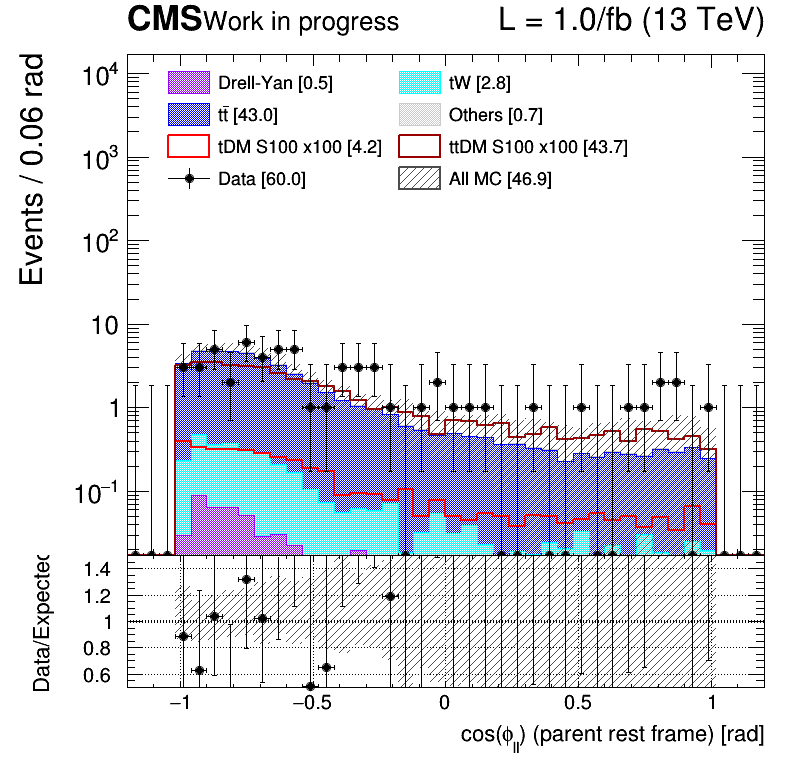 CMS Work in progress L = 1.0/fb (13 TeV)
Events / 0.06 rad
10⁴
10³
10²
10
1
10⁻¹
Drell-Yan [0.5]
tW [2.8]
tt̄ [43.0]
Others [0.7]
tDM S100 x100 [4.2]
ttDM S100 x100 [43.7]
Data [60.0]
All MC [46.9]
Data/Expected
1.4
1.2
1
0.8
0.6
−1 −0.5 0 0.5 1
cos(ϕ_ll) (parent rest frame) [rad]